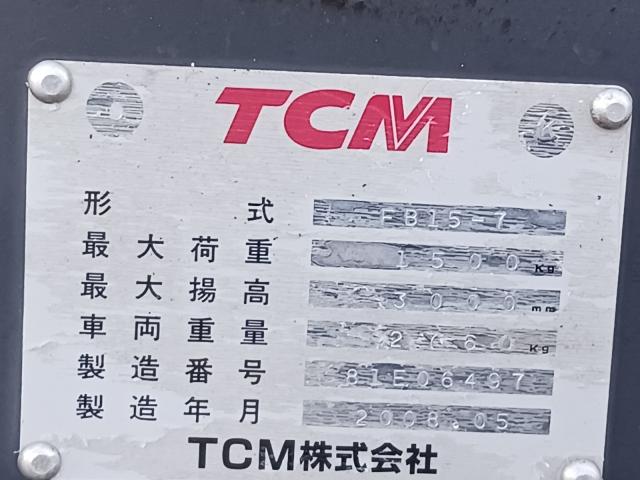 TCM
形式 FB15-7
最大荷重 1500 Kg
最大揚高 3000 mm
車両重量 Kg
製造番号 81E06497
製造年月 2008.05
TCM株式会社